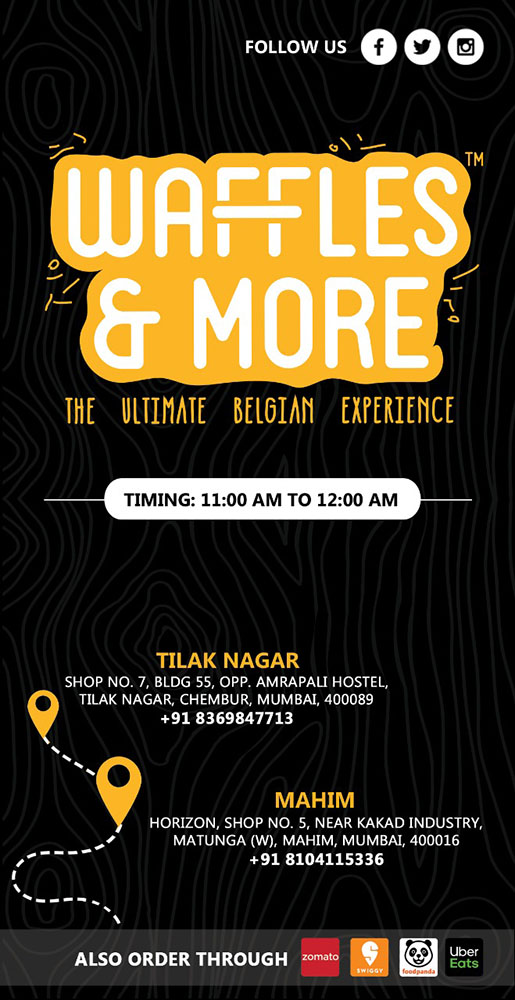 FOLLOW US
WAFFLES TM
& MORE
THE ULTIMATE BELGIAN EXPERIENCE
TIMING: 11:00 AM TO 12:00 AM
TILAK NAGAR
SHOP NO. 7, BLDG 55, OPP. AMRAPALI HOSTEL,
TILAK NAGAR, CHEMBUR, MUMBAI, 400089
+91 8369847713
MAHIM
HORIZON, SHOP NO. 5, NEAR KAKAD INDUSTRY,
MATUNGA (W), MAHIM, MUMBAI, 400016
+91 8104115336
ALSO ORDER THROUGH
zomato
SWIGGY
foodpanda
Uber
Eats